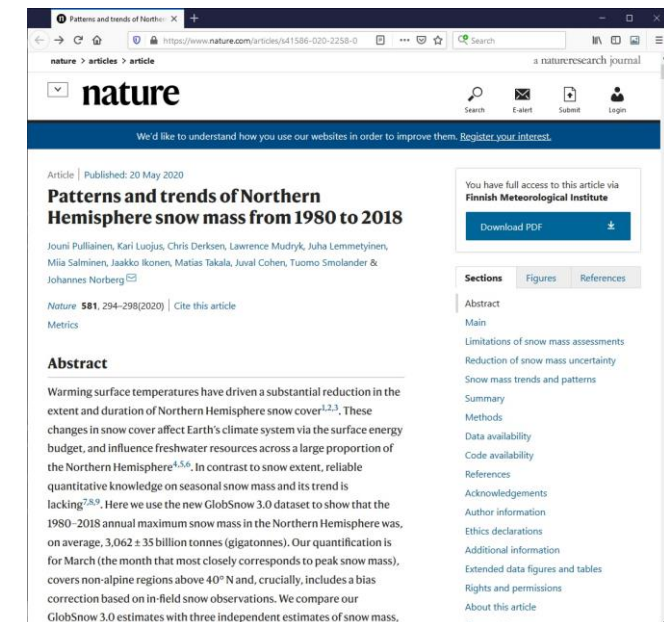 Patterns and trends of Northern
https://www.nature.com/articles/s41586-020-2258-0
Search
nature > articles > article
a natureresearch journal
nature
Search
E-alert
Submit
Login
We'd like to understand how you use our websites in order to improve them. Register your interest.
Article | Published: 20 May 2020
Patterns and trends of Northern
Hemisphere snow mass from 1980 to 2018
Jouni Pulliainen, Kari Luojus, Chris Derksen, Lawrence Mudryk, Juha Lemmetyinen,
Miia Salminen, Jaakko Ikonen, Matias Takala, Juval Cohen, Tuomo Smolander &
Johannes Norberg
Nature 581, 294–298(2020) | Cite this article
Metrics
Abstract
Warming surface temperatures have driven a substantial reduction in the
extent and duration of Northern Hemisphere snow cover1,2,3. These
changes in snow cover affect Earth's climate system via the surface energy
budget, and influence freshwater resources across a large proportion of
the Northern Hemisphere4,5,6. In contrast to snow extent, reliable
quantitative knowledge on seasonal snow mass and its trend is
lacking7,8,9. Here we use the new GlobSnow 3.0 dataset to show that the
1980–2018 annual maximum snow mass in the Northern Hemisphere was,
on average, 3,062 ± 35 billion tonnes (gigatonnes). Our quantification is
for March (the month that most closely corresponds to peak snow mass),
covers non-alpine regions above 40° N and, crucially, includes a bias
correction based on in-field snow observations. We compare our
GlobSnow 3.0 estimates with three independent estimates of snow mass,
You have full access to this article via
Finnish Meteorological Institute
Download PDF
Sections
Figures
References
Abstract
Main
Limitations of snow mass assessments
Reduction of snow mass uncertainty
Snow mass trends and patterns
Summary
Methods
Data availability
Code availability
References
Acknowledgements
Author information
Ethics declarations
Additional information
Extended data figures and tables
Rights and permissions
About this article